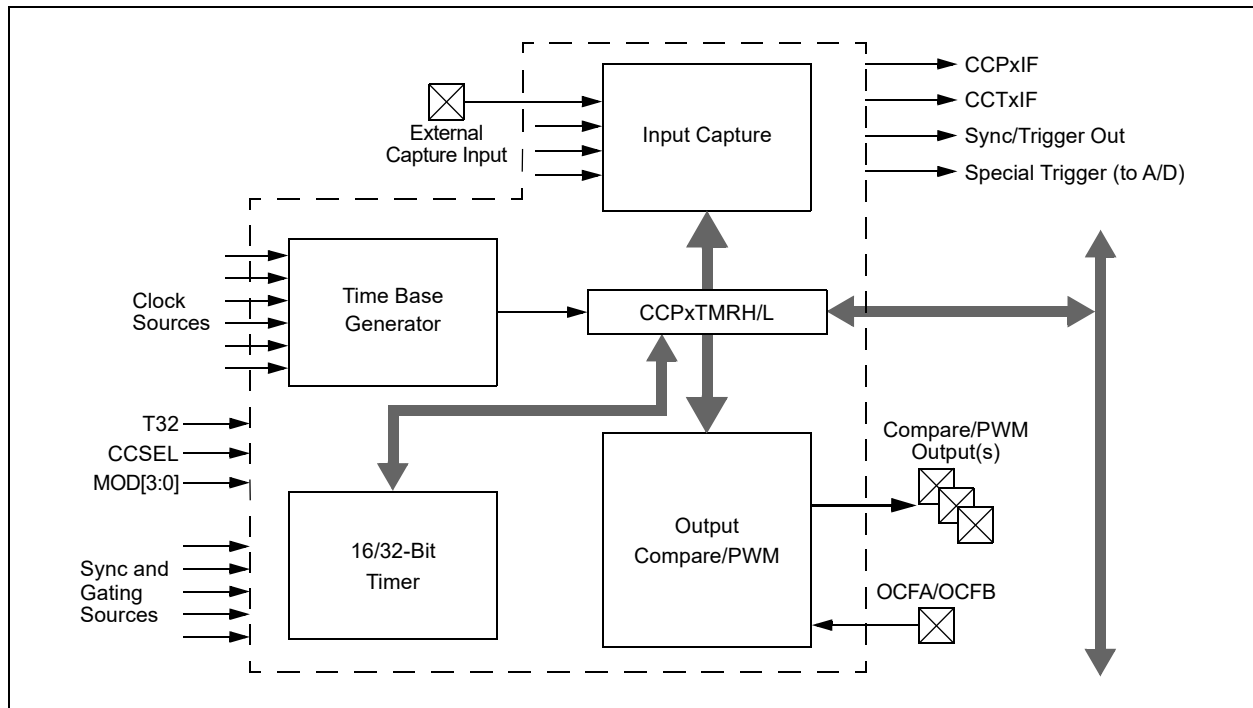 CCPxIF
CCTxIF
Sync/Trigger Out
Special Trigger (to A/D)
External
Capture Input
Input Capture
Clock
Sources
Time Base
Generator
CCPxTMRH/L
T32
CCSEL
MOD[3:0]
Sync and
Gating
Sources
16/32-Bit
Timer
Output
Compare/PWM
Compare/PWM
Output(s)
OCFA/OCFB